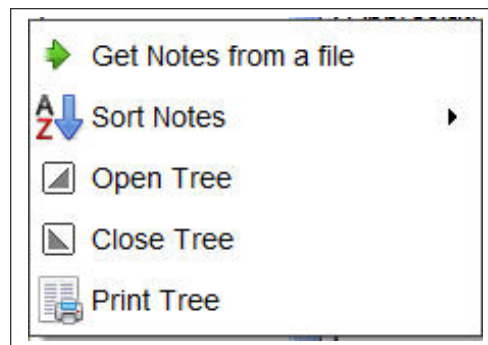 Get Notes from a file
Sort Notes
Open Tree
Close Tree
Print Tree